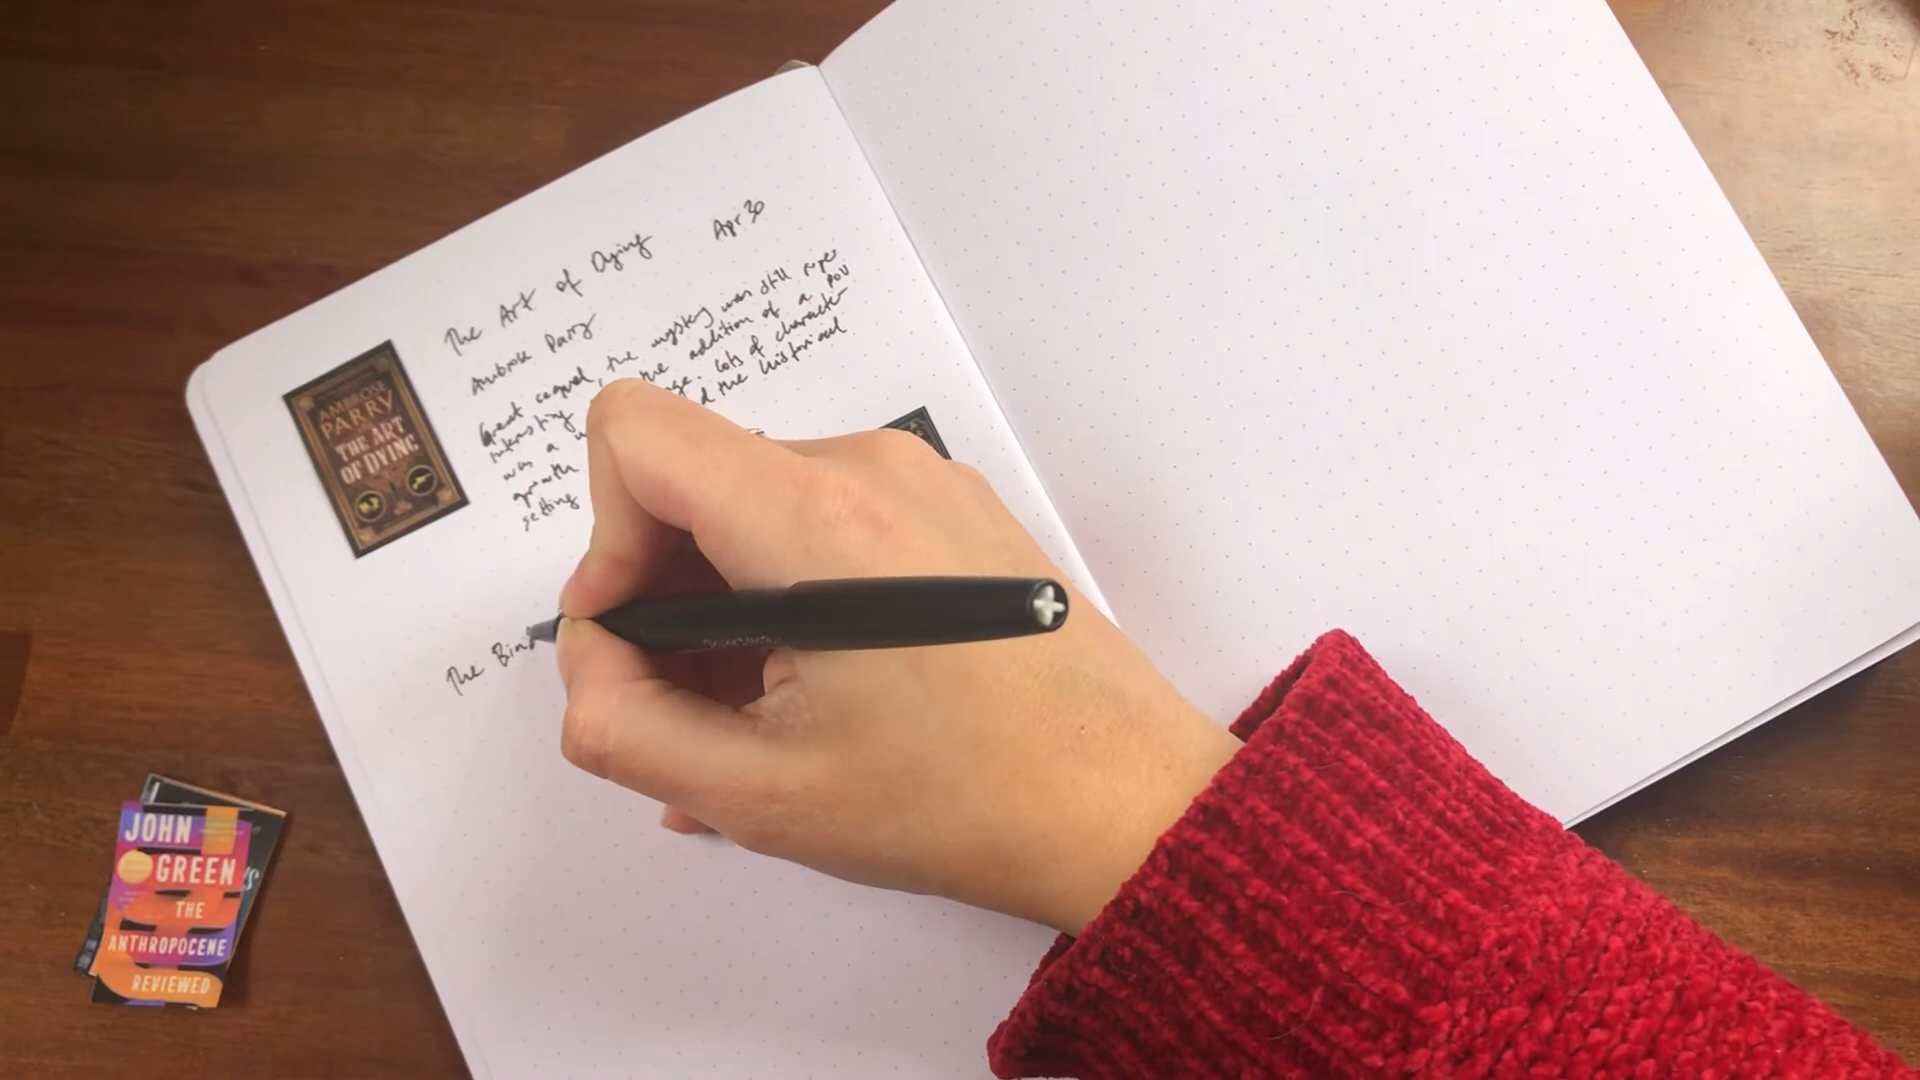 The Art of Dying Apr 30
Ambrose Parry
Great sequel, the mystery was still super
interesting the addition of a POV
was a lots of character
growth d the historical
setting
AMBROSE
PARRY
THE ART
OF DYING
The Bin
JOHN
GREEN
THE
ANTHROPOCENE
REVIEWED